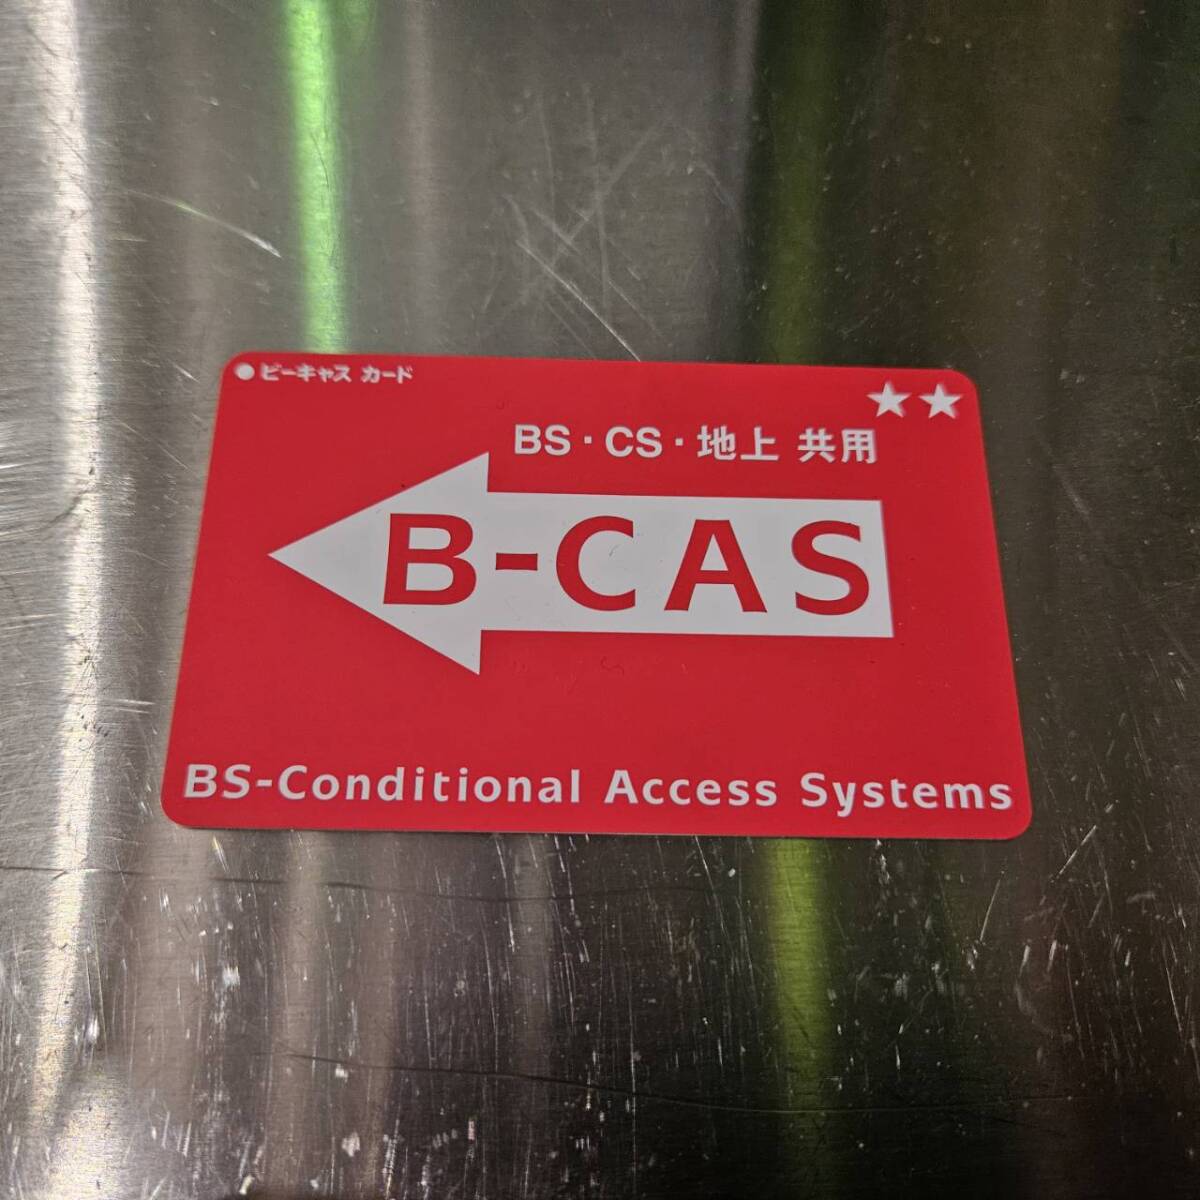 ●ビーキャス カード
★★
BS・CS・地上 共用
B-CAS
BS-Conditional Access Systems